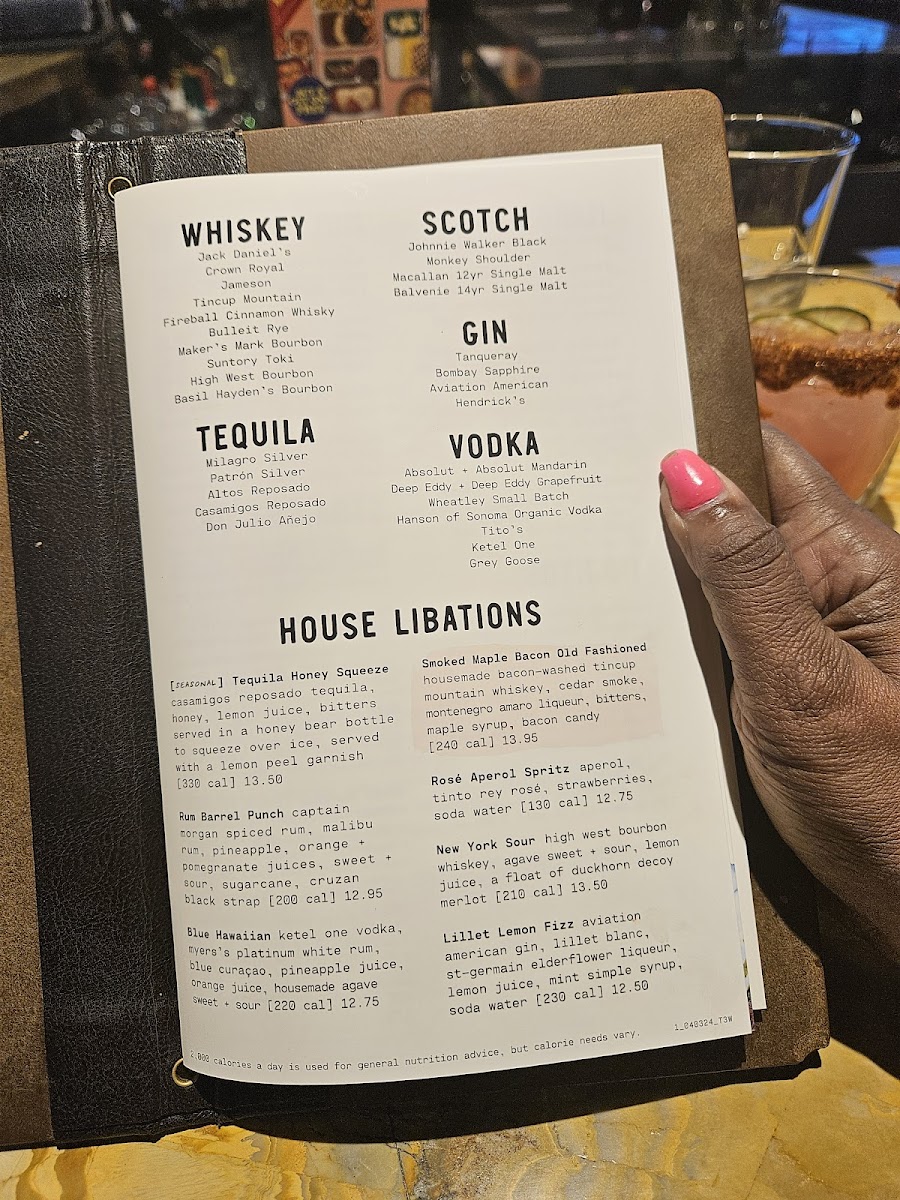 WHISKEY
Jack Daniel's
Crown Royal
Jameson
Tincup Mountain
Fireball Cinnamon Whisky
Bulleit Rye
Maker's Mark Bourbon
Suntory Toki
High West Bourbon
Basil Hayden's Bourbon
TEQUILA
Milagro Silver
Patrón Silver
Altos Reposado
Casamigos Reposado
Don Julio Añejo
SCOTCH
Johnnie Walker Black
Monkey Shoulder
Macallan 12yr Single Malt
Balvenie 14yr Single Malt
GIN
Tanqueray
Bombay Sapphire
Aviation American
Hendrick's
VODKA
Absolut + Absolut Mandarin
Deep Eddy + Deep Eddy Grapefruit
Wheatley Small Batch
Hanson of Sonoma Organic Vodka
Tito's
Ketel One
Grey Goose
HOUSE LIBATIONS
[SEASONAL] Tequila Honey Squeeze
casamigos reposado tequila,
honey, lemon juice, bitters
served in a honey bear bottle
to squeeze over ice, served
with a lemon peel garnish
[330 cal] 13.50
Rum Barrel Punch captain
morgan spiced rum, malibu
rum, pineapple, orange +
pomegranate juices, sweet +
sour, sugarcane, cruzan
black strap [200 cal] 12.95
Blue Hawaiian ketel one vodka,
myers's platinum white rum,
blue curaçao, pineapple juice,
orange juice, housemade agave
sweet + sour [220 cal] 12.75
Smoked Maple Bacon Old Fashioned
housemade bacon-washed tincup
mountain whiskey, cedar smoke,
montenegro amaro liqueur, bitters,
maple syrup, bacon candy
[240 cal] 13.95
Rosé Aperol Spritz aperol,
tinto rey rosé, strawberries,
soda water [130 cal] 12.75
New York Sour high west bourbon
whiskey, agave sweet + sour, lemon
juice, a float of duckhorn decoy
merlot [210 cal] 13.50
Lillet Lemon Fizz aviation
american gin, lillet blanc,
st-germain elderflower liqueur,
lemon juice, mint simple syrup,
soda water [230 cal] 12.50
2,000 calories a day is used for general nutrition advice, but calorie needs vary.
1_040324_T3W